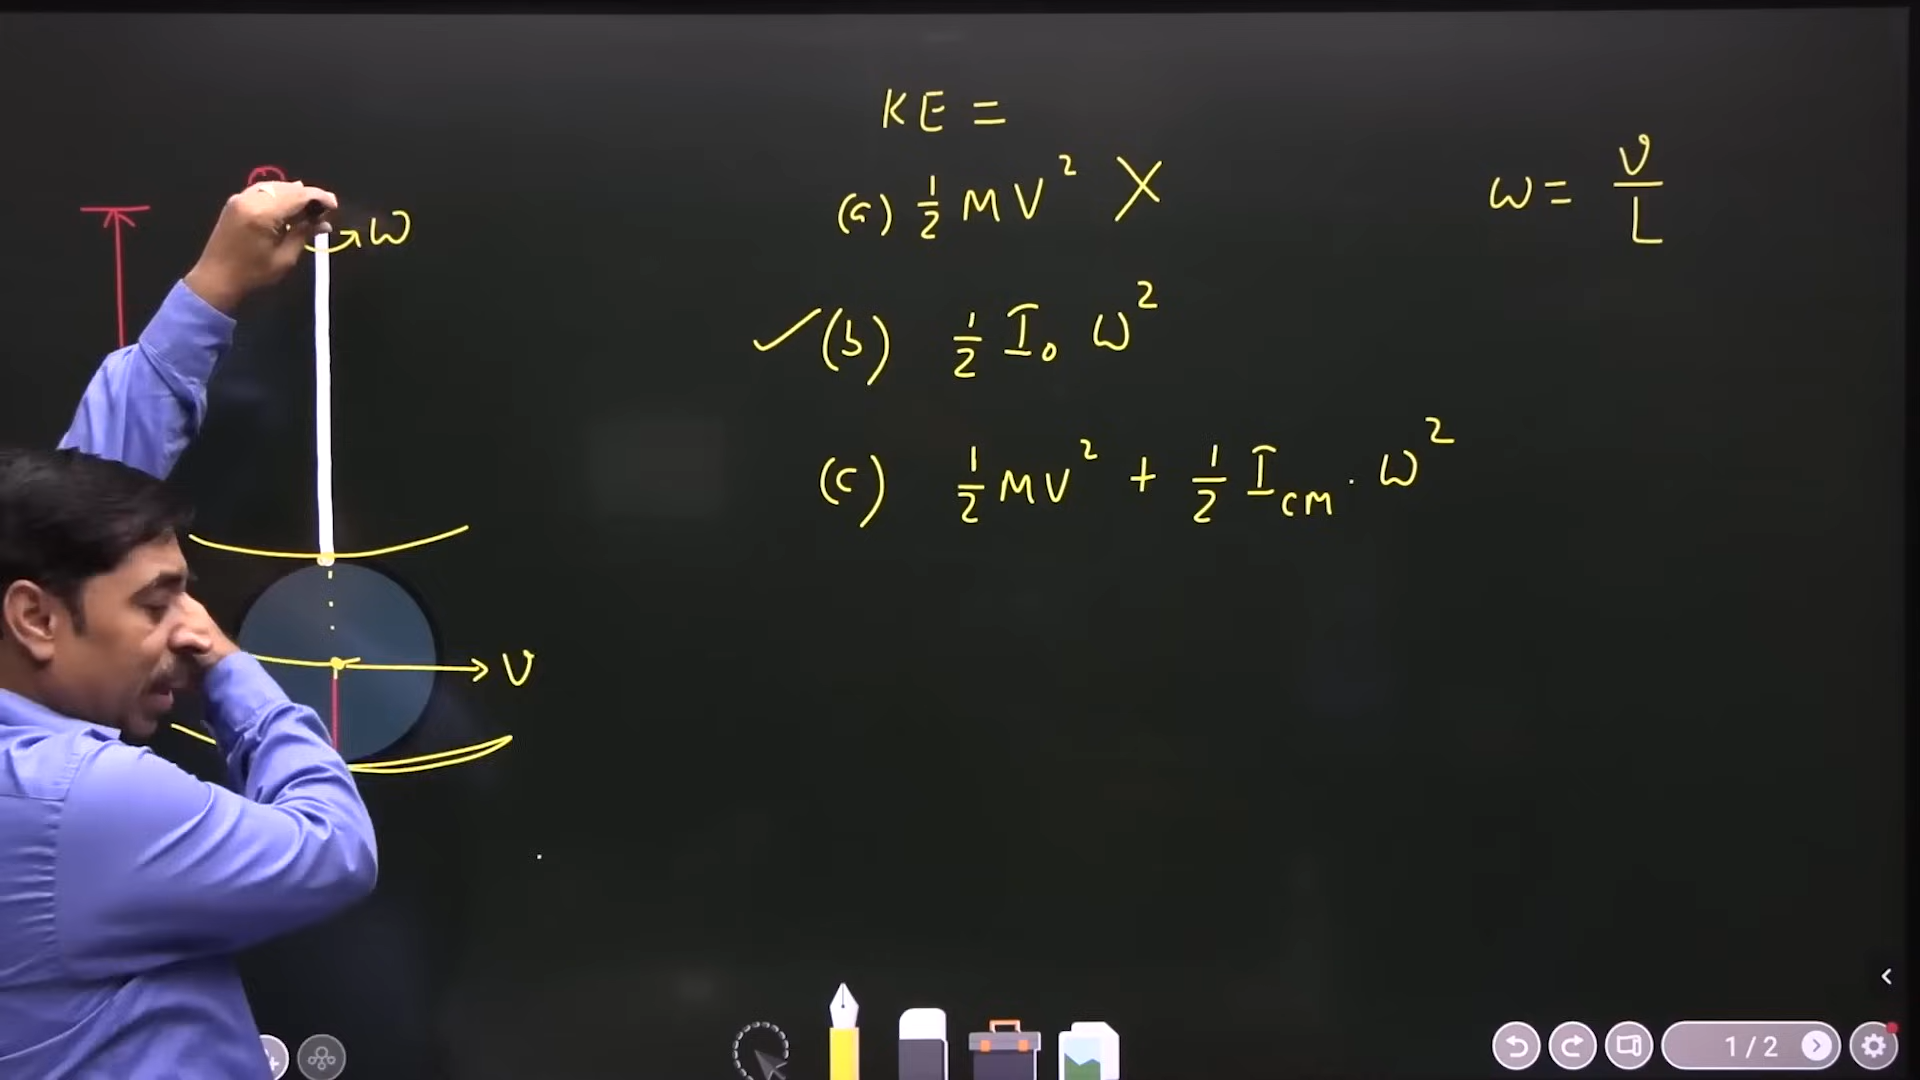 KE =
(a) 1/2 MV² X
ω = v/L
ω
✓(b) 1/2 I₀ ω²
(c) 1/2 MV² + 1/2 I_CM · ω²
v
1/2